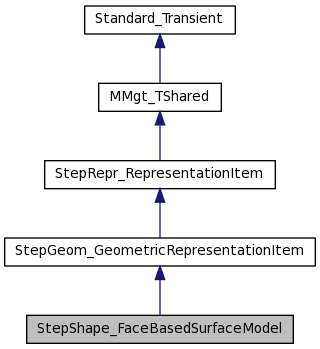 Standard_Transient
MMgt_TShared
StepRepr_RepresentationItem
StepGeom_GeometricRepresentationItem
StepShape_FaceBasedSurfaceModel